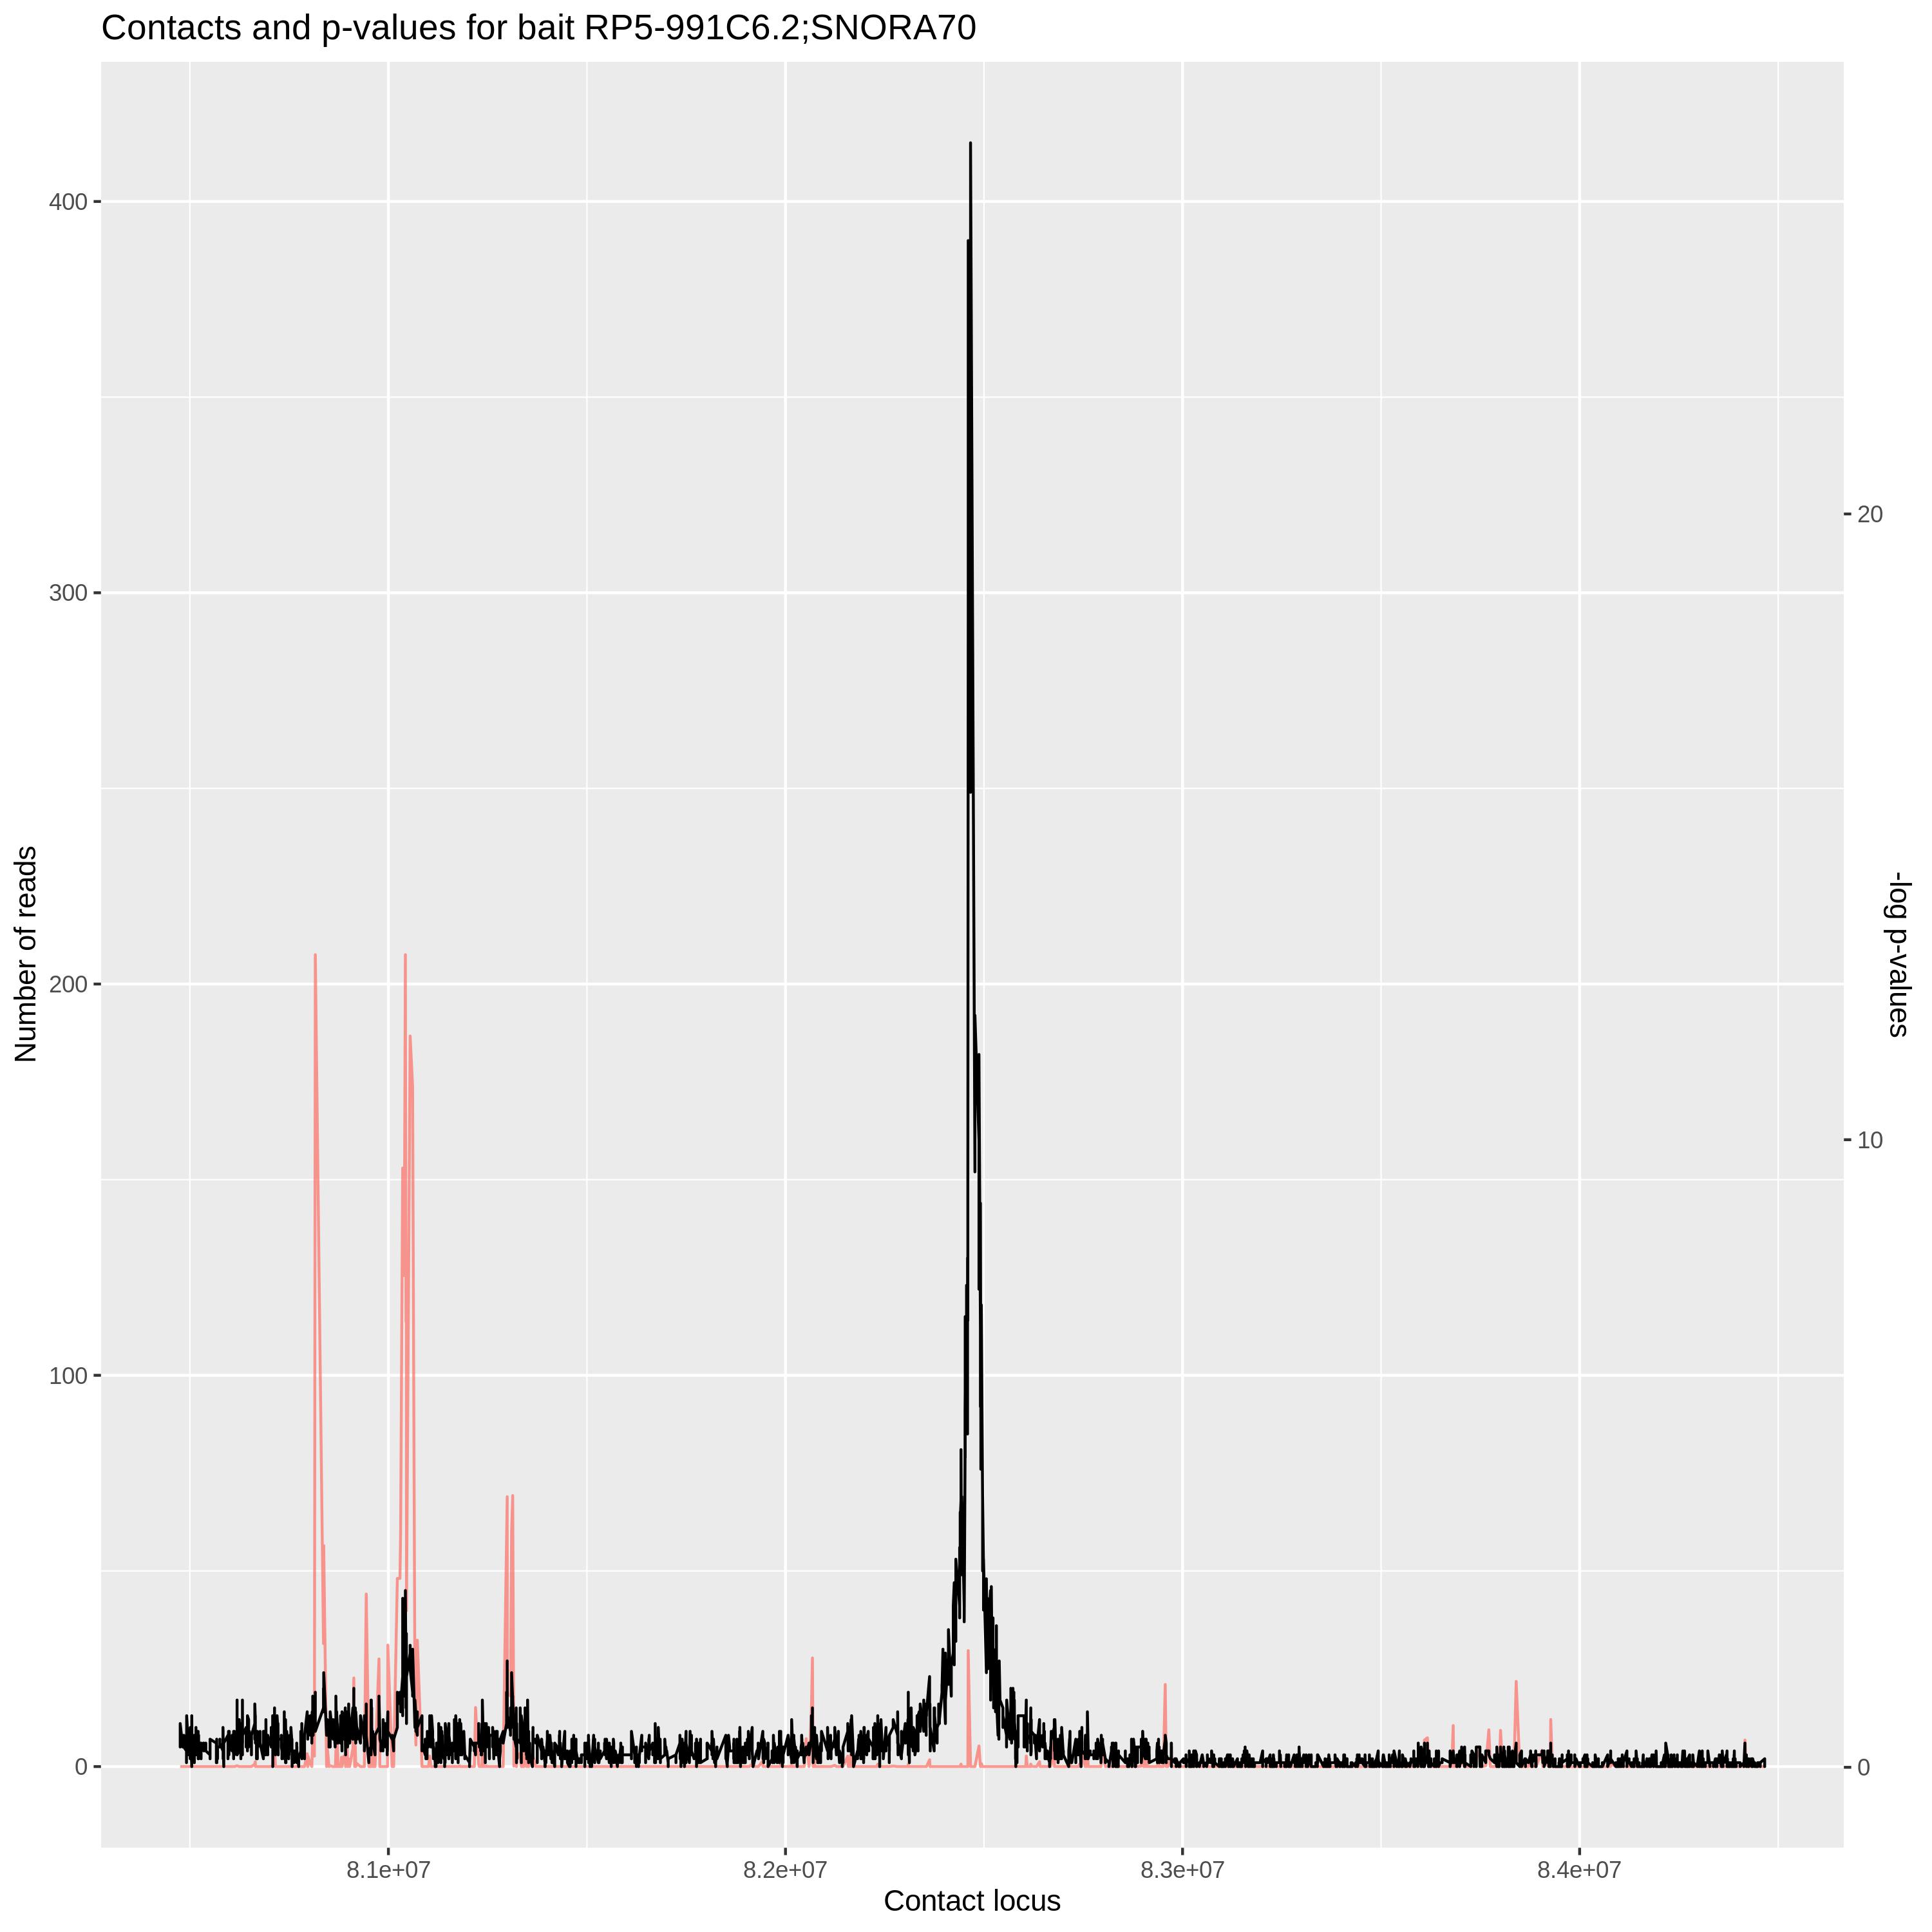 Contacts and p-values for bait RP5-991C6.2;SNORA70
400
300
200
100
0
Number of reads
20
10
0
-log p-values
8.1e+07
8.2e+07
8.3e+07
8.4e+07
Contact locus